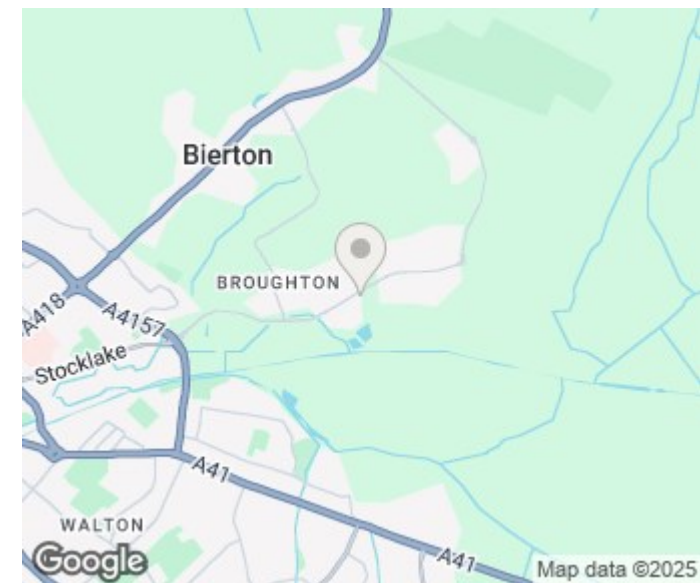 Bierton
BROUGHTON
A418
A4157
Stocklake
A41
WALTON
A41
Google
Map data ©2025